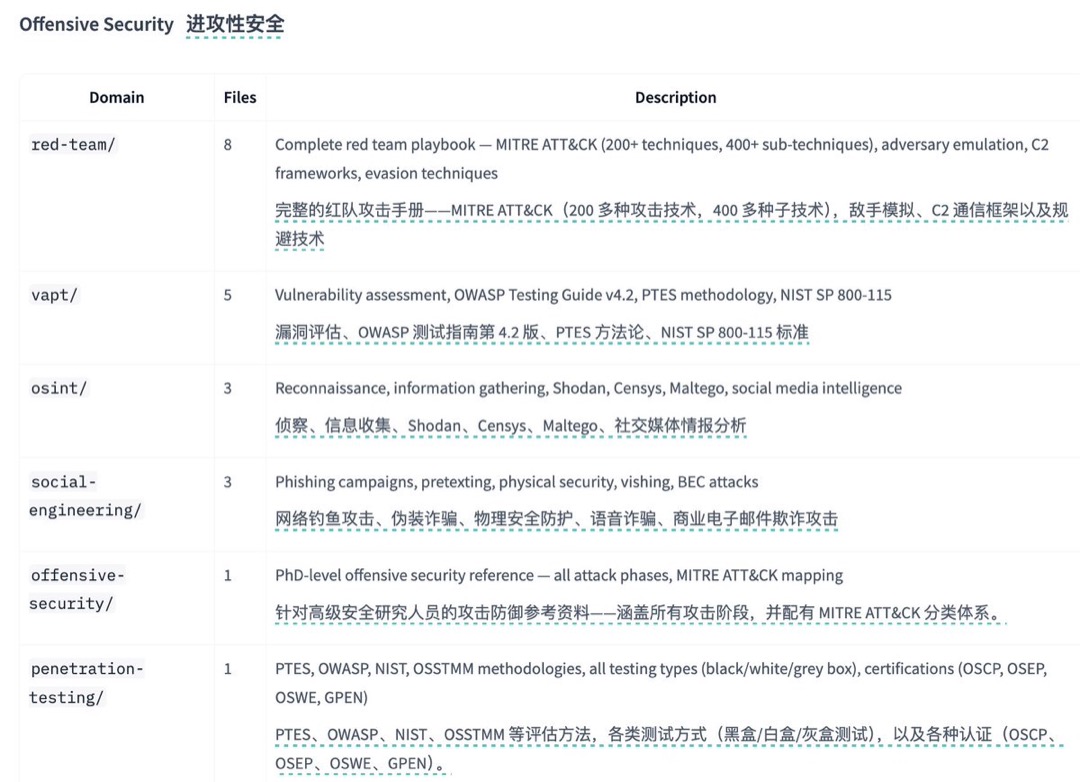 Offensive Security 进攻性安全
Domain Files Description
red-team/ 8 Complete red team playbook — MITRE ATT&CK (200+ techniques, 400+ sub-techniques), adversary emulation, C2
frameworks, evasion techniques
完整的红队攻击手册——MITRE ATT&CK（200 多种攻击技术，400 多种子技术），敌手模拟、C2 通信框架以及规
避技术
vapt/ 5 Vulnerability assessment, OWASP Testing Guide v4.2, PTES methodology, NIST SP 800-115
漏洞评估、OWASP 测试指南第 4.2 版、PTES 方法论、NIST SP 800-115 标准
osint/ 3 Reconnaissance, information gathering, Shodan, Censys, Maltego, social media intelligence
侦察、信息收集、Shodan、Censys、Maltego、社交媒体情报分析
social-
engineering/ 3 Phishing campaigns, pretexting, physical security, vishing, BEC attacks
网络钓鱼攻击、伪装诈骗、物理安全防护、语音诈骗、商业电子邮件欺诈攻击
offensive-
security/ 1 PhD-level offensive security reference — all attack phases, MITRE ATT&CK mapping
针对高级安全研究人员的攻击防御参考资料——涵盖所有攻击阶段，并配有 MITRE ATT&CK 分类体系。
penetration-
testing/ 1 PTES, OWASP, NIST, OSSTMM methodologies, all testing types (black/white/grey box), certifications (OSCP, OSEP,
OSWE, GPEN)
PTES、OWASP、NIST、OSSTMM 等评估方法，各类测试方式（黑盒/白盒/灰盒测试），以及各种认证（OSCP、
OSEP、OSWE、GPEN）。